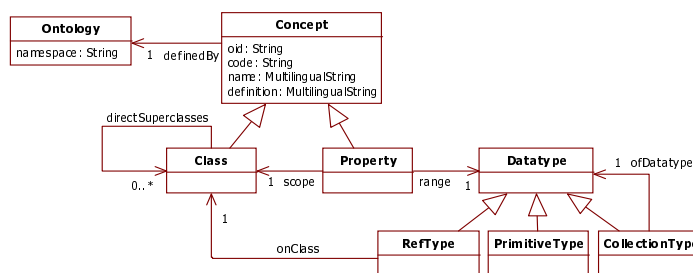 Ontology
namespace: String
1 definedBy
Concept
oid: String
code: String
name: MultilingualString
definition: MultilingualString
directSuperclasses
0..*
Class
1 scope
Property
range
1
Datatype
1 ofDatatype
1
onClass
RefType
PrimitiveType
CollectionType